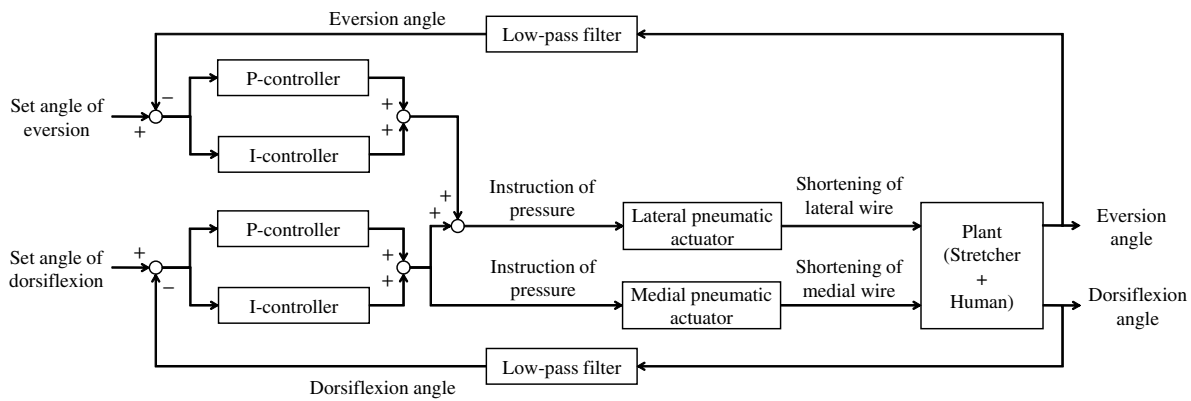 Eversion angle
Low-pass filter
−
P-controller
+
Set angle of
eversion
+
+
I-controller
+
+
Instruction of
pressure
Shortening of
lateral wire
Lateral pneumatic
actuator
Eversion
angle
P-controller
+
Set angle of
dorsiflexion
−
+
+
I-controller
Instruction of
pressure
Medial pneumatic
actuator
Shortening of
medial wire
Plant
(Stretcher
+
Human)
Dorsiflexion
angle
Low-pass filter
Dorsiflexion angle